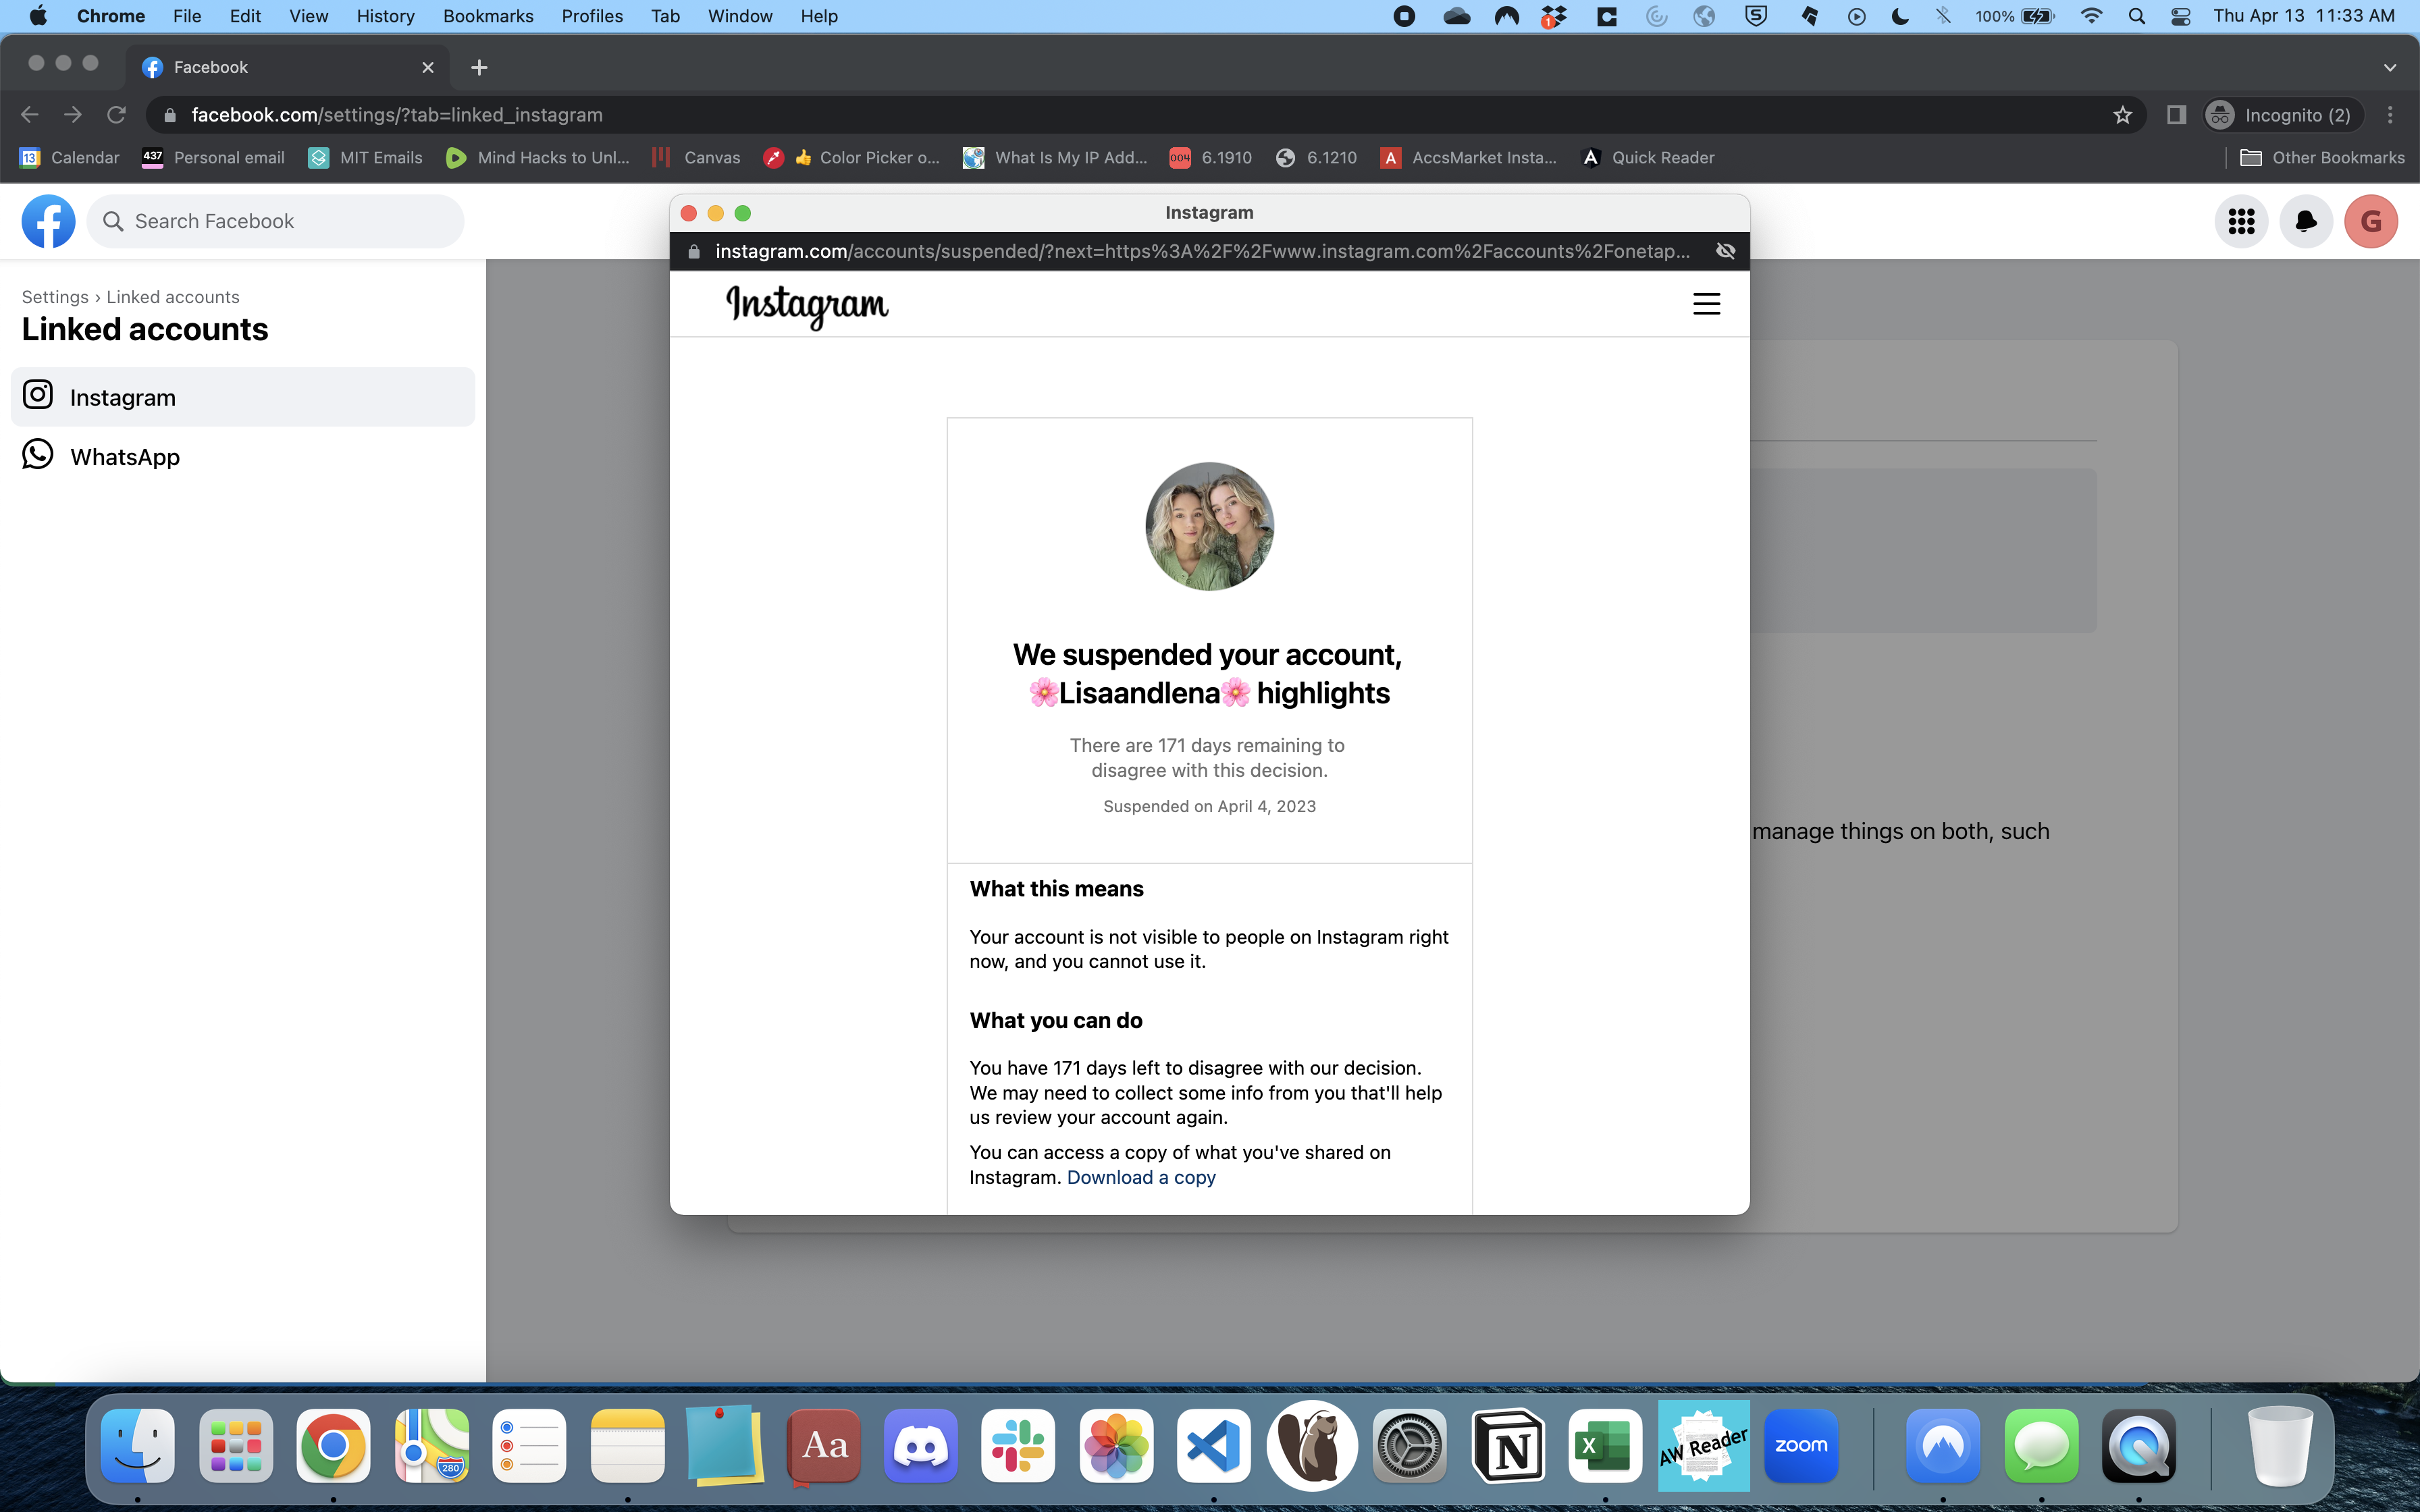 Chrome File Edit View History Bookmarks Profiles Tab Window Help 1 100% Thu Apr 13 11:33 AM
Facebook
facebook.com/settings/?tab=linked_instagram Incognito (2)
13 Calendar 437 Personal email MIT Emails Mind Hacks to Unl... Canvas 👍 Color Picker o... What Is My IP Add... 004 6.1910 6.1210 A AccsMarket Insta... A Quick Reader Other Bookmarks
Search Facebook
G
Settings › Linked accounts
Linked accounts
Instagram
WhatsApp
Instagram
instagram.com/accounts/suspended/?next=https%3A%2F%2Fwww.instagram.com%2Faccounts%2Fonetap...
Instagram
We suspended your account,
🌸Lisaandlena🌸 highlights
There are 171 days remaining to
disagree with this decision.
Suspended on April 4, 2023
What this means
Your account is not visible to people on Instagram right
now, and you cannot use it.
What you can do
You have 171 days left to disagree with our decision.
We may need to collect some info from you that'll help
us review your account again.
You can access a copy of what you've shared on
Instagram. Download a copy
manage things on both, such
280
Aa
N
X
AW Reader
zoom